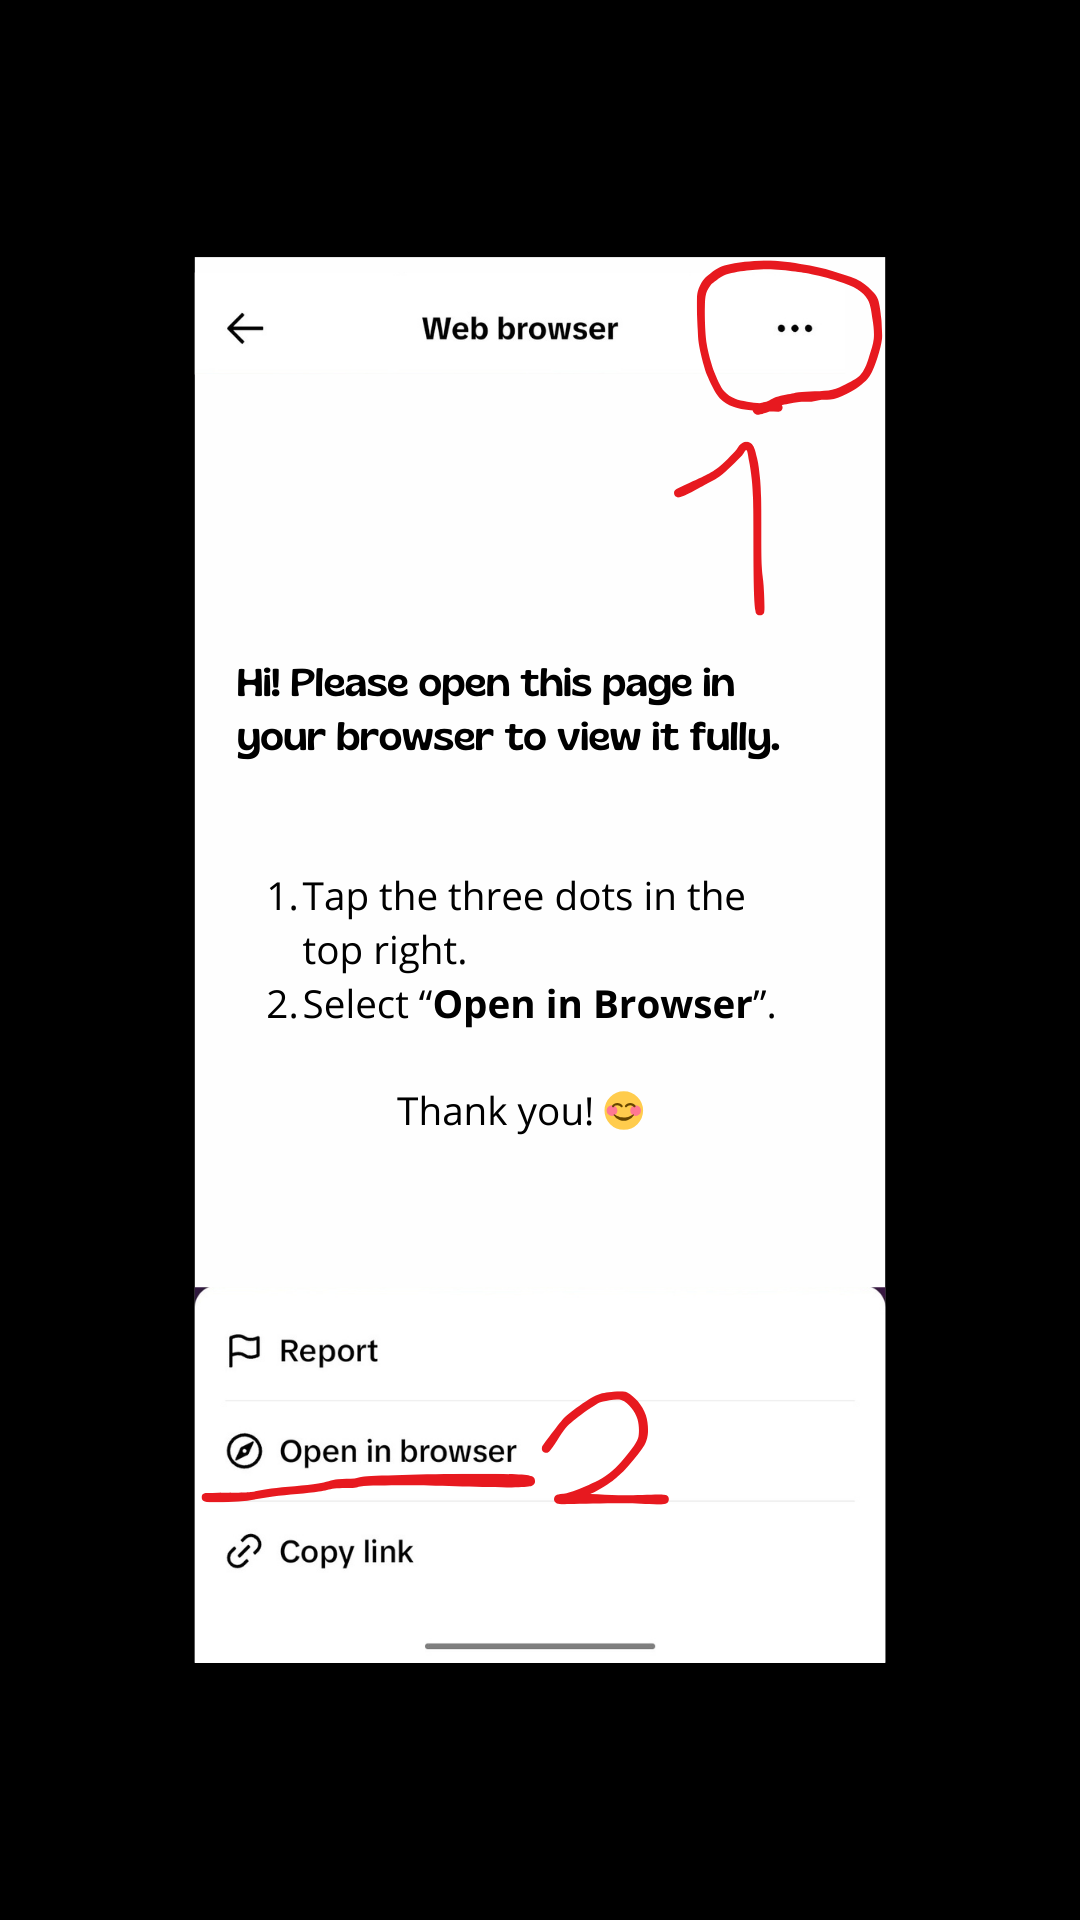 Web browser
1
Hi! Please open this page in
your browser to view it fully.
1. Tap the three dots in the
top right.
2. Select “Open in Browser”.
Thank you! 😊
Report
Open in browser 2
Copy link